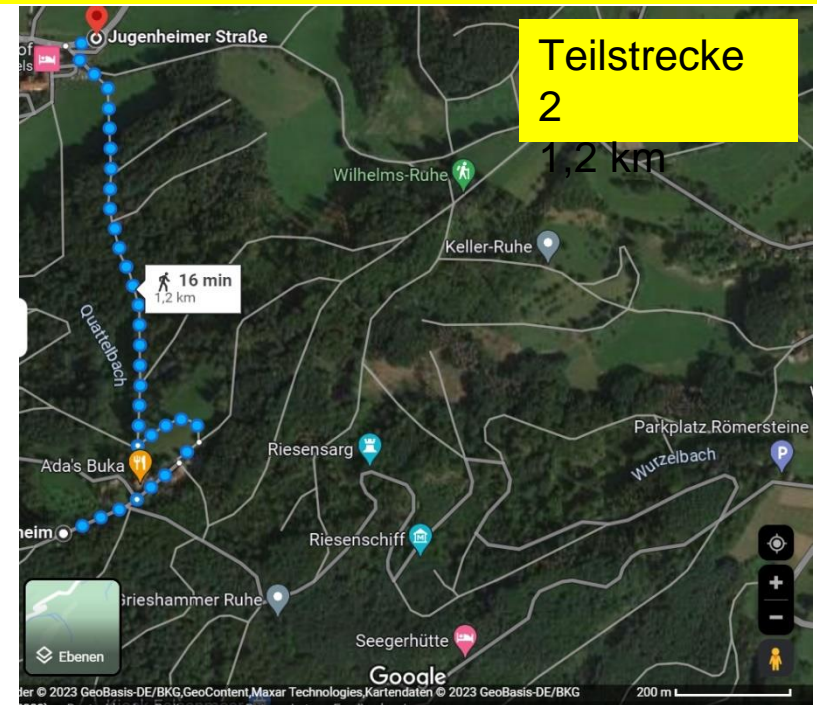 Jugenheimer Straße
of
els
Teilstrecke
2
1,2 km
Wilhelms-Ruhe
Keller-Ruhe
16 min
1,2 km
Quattelbach
Parkplatz Römersteine
Riesensarg
Ada's Buka
P
Wurzelbach
heim
Riesenschiff
Grieshammer Ruhe
Seegerhütte
Ebenen
Google
der © 2023 GeoBasis-DE/BKG,GeoContent,Maxar Technologies,Kartendaten © 2023 GeoBasis-DE/BKG
200 m